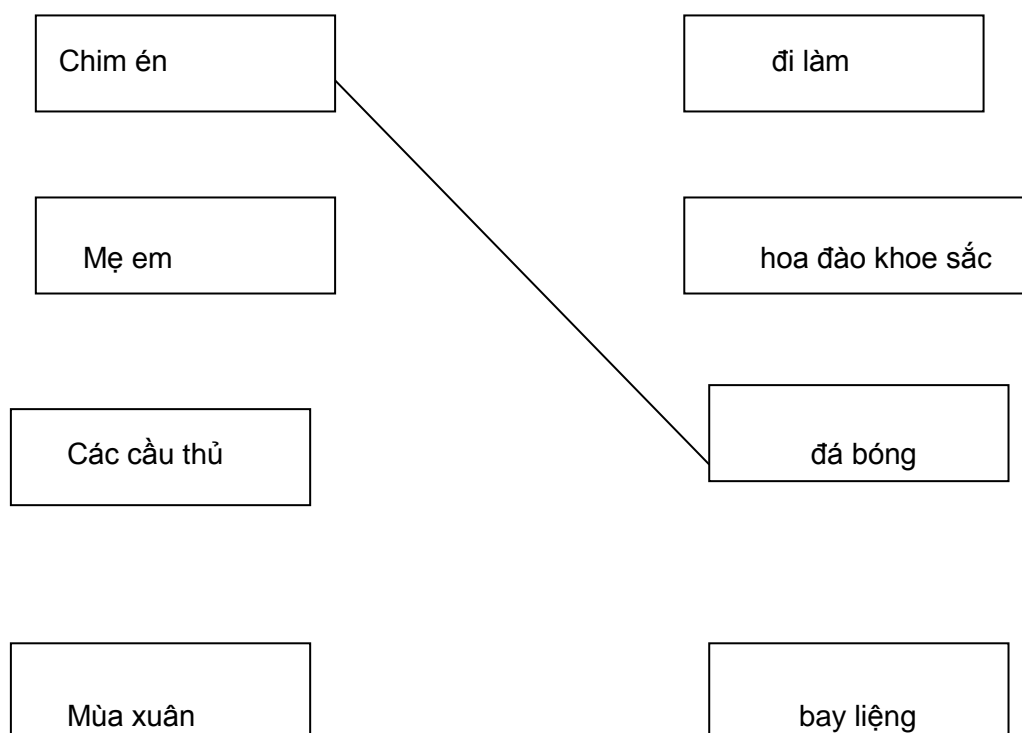 Chim én
đi làm
Mẹ em
hoa đào khoe sắc
Các cầu thủ
đá bóng
Mùa xuân
bay liệng